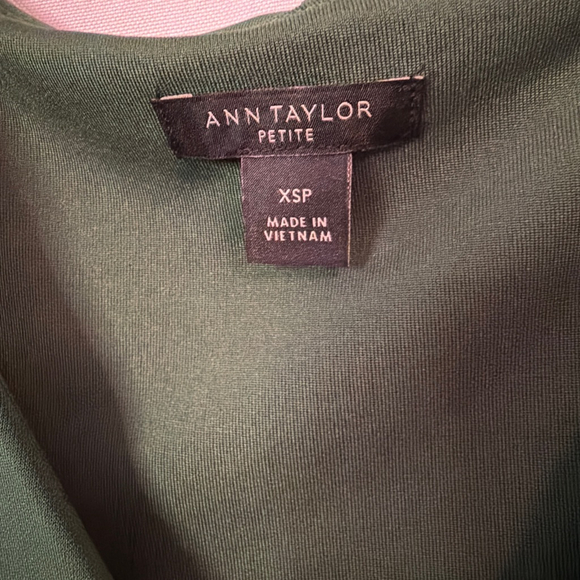 ANN TAYLOR
PETITE
XSP
MADE IN
VIETNAM